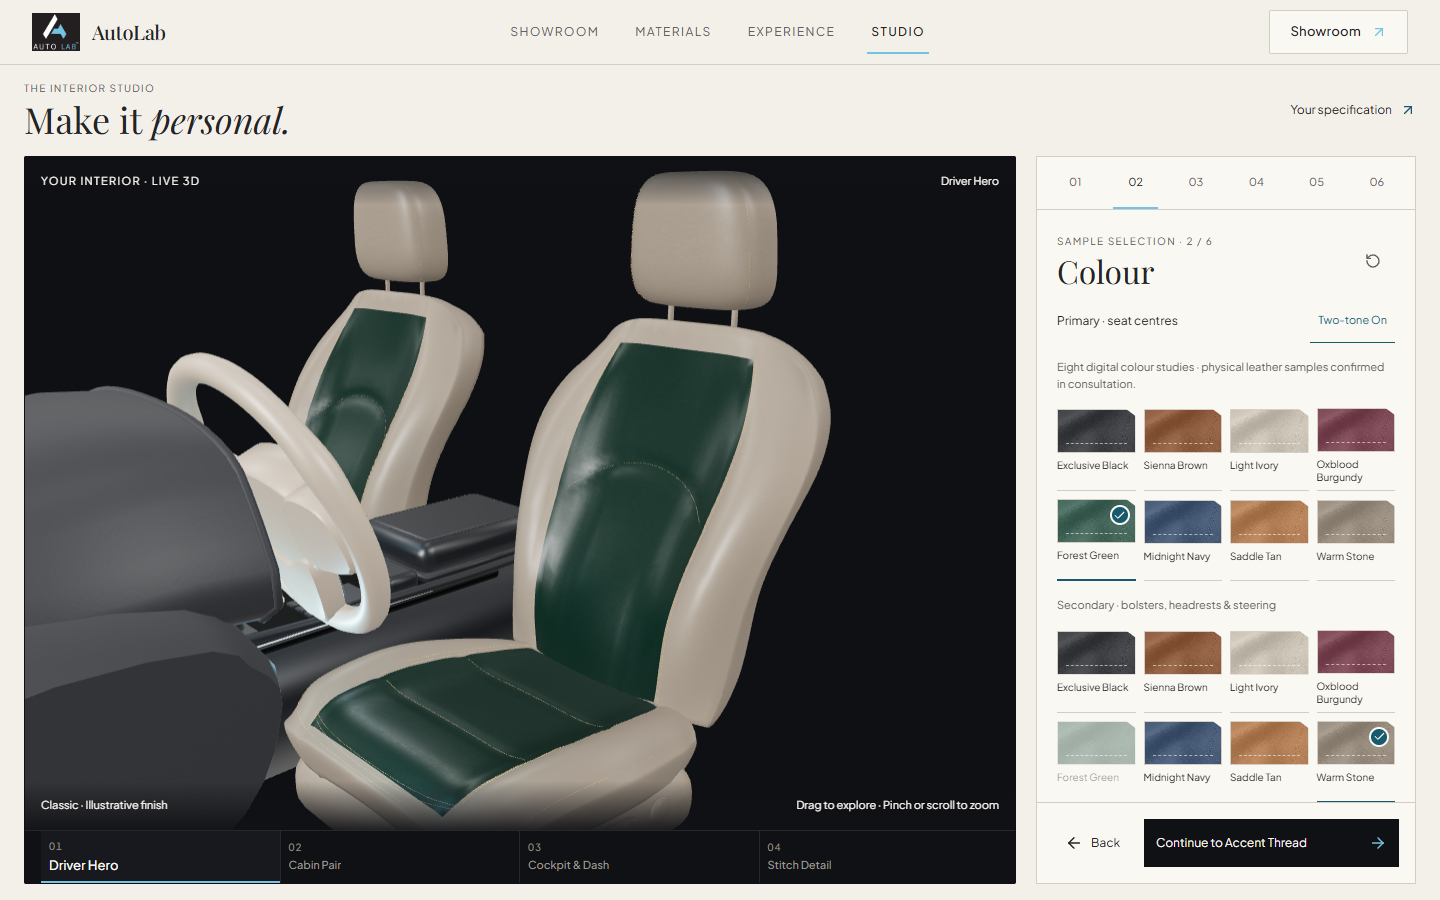 AUTO LAB
AutoLab
SHOWROOM
MATERIALS
EXPERIENCE
STUDIO
Showroom
THE INTERIOR STUDIO
Make it personal.
Your specification
YOUR INTERIOR · LIVE 3D
Driver Hero
Classic · Illustrative finish
Drag to explore · Pinch or scroll to zoom
01
Driver Hero
02
Cabin Pair
03
Cockpit & Dash
04
Stitch Detail
01
02
03
04
05
06
SAMPLE SELECTION · 2 / 6
Colour
Primary · seat centres
Two-tone On
Eight digital colour studies · physical leather samples confirmed
in consultation.
Exclusive Black
Sienna Brown
Light Ivory
Oxblood
Burgundy
Forest Green
Midnight Navy
Saddle Tan
Warm Stone
Secondary · bolsters, headrests & steering
Exclusive Black
Sienna Brown
Light Ivory
Oxblood
Burgundy
Forest Green
Midnight Navy
Saddle Tan
Warm Stone
Back
Continue to Accent Thread